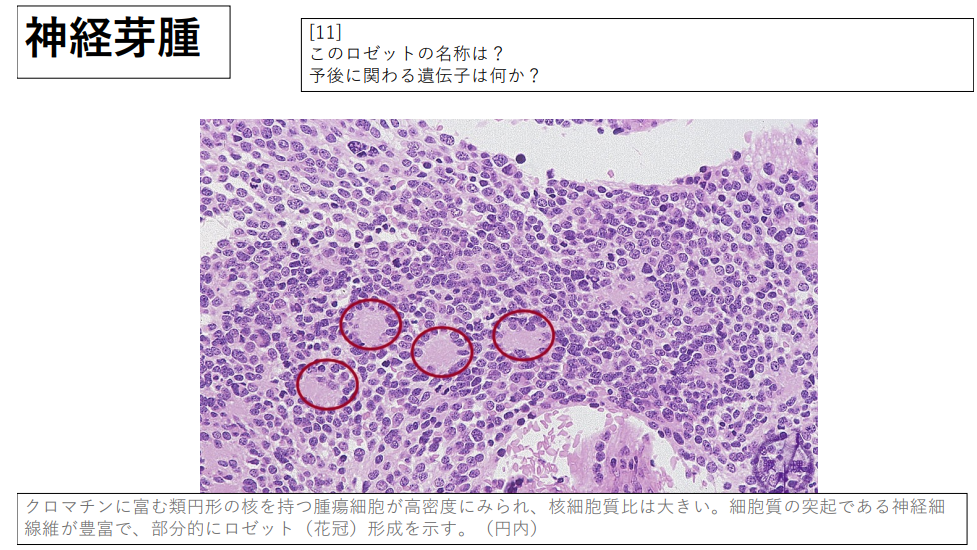 神経芽腫
[11]
このロゼットの名称は？
予後に関わる遺伝子は何か？
クロマチンに富む類円形の核を持つ腫瘍細胞が高密度にみられ、核細胞質比は大きい。細胞質の突起である神経細
線維が豊富で、部分的にロゼット（花冠）形成を示す。（円内）